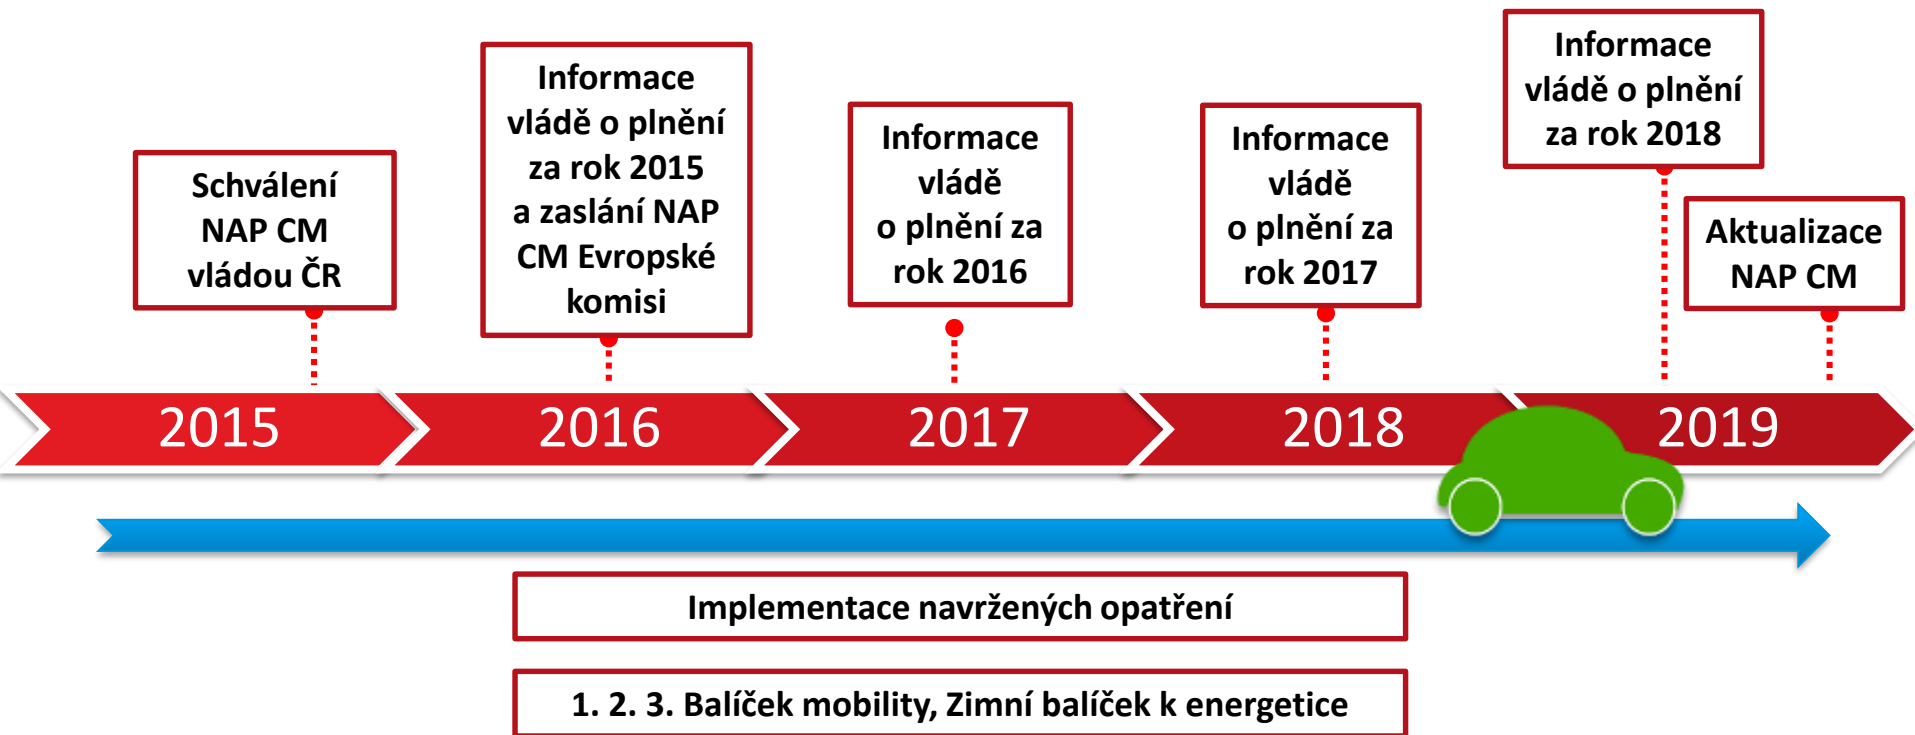 Schválení
NAP CM
vládou ČR
Informace
vládě o plnění
za rok 2015
a zaslání NAP
CM Evropské
komisi
Informace
vládě
o plnění za
rok 2016
Informace
vládě
o plnění za
rok 2017
Informace
vládě o plnění
za rok 2018
Aktualizace
NAP CM
2015
2016
2017
2018
2019
Implementace navržených opatření
1. 2. 3. Balíček mobility, Zimní balíček k energetice